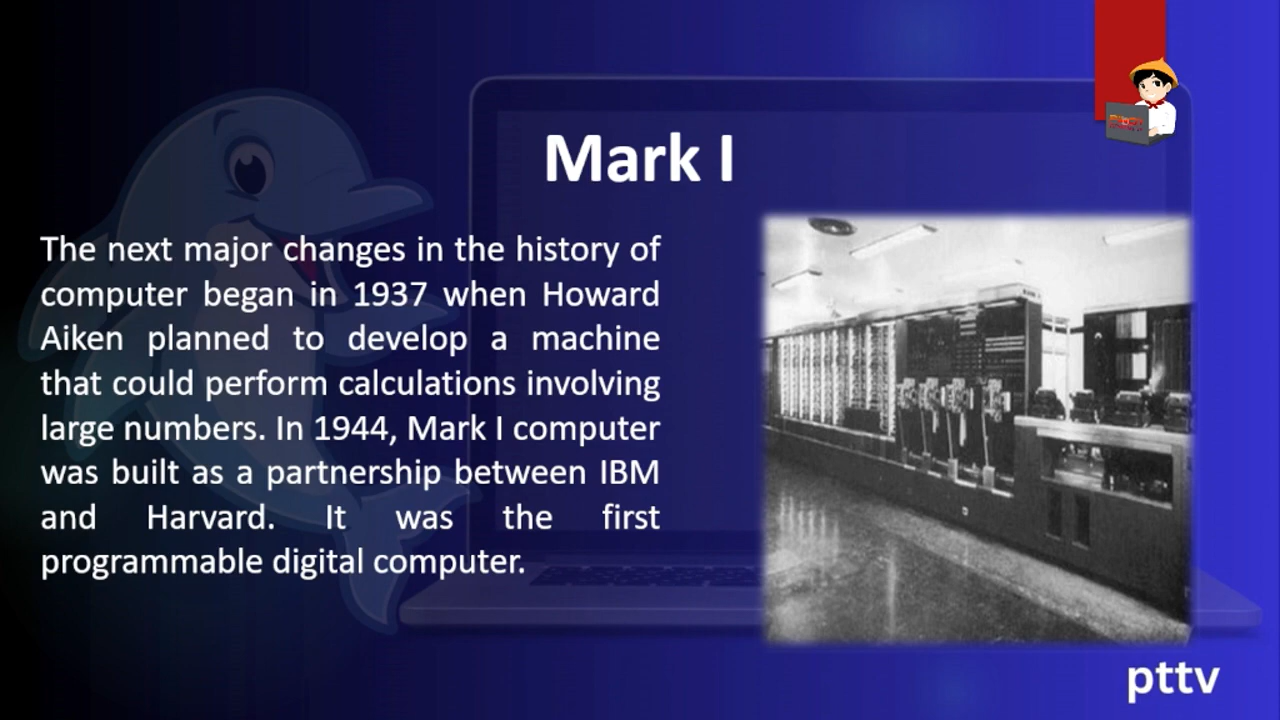 Mark I
The next major changes in the history of
computer began in 1937 when Howard
Aiken planned to develop a machine
that could perform calculations involving
large numbers. In 1944, Mark I computer
was built as a partnership between IBM
and Harvard. It was the first
programmable digital computer.
pttv